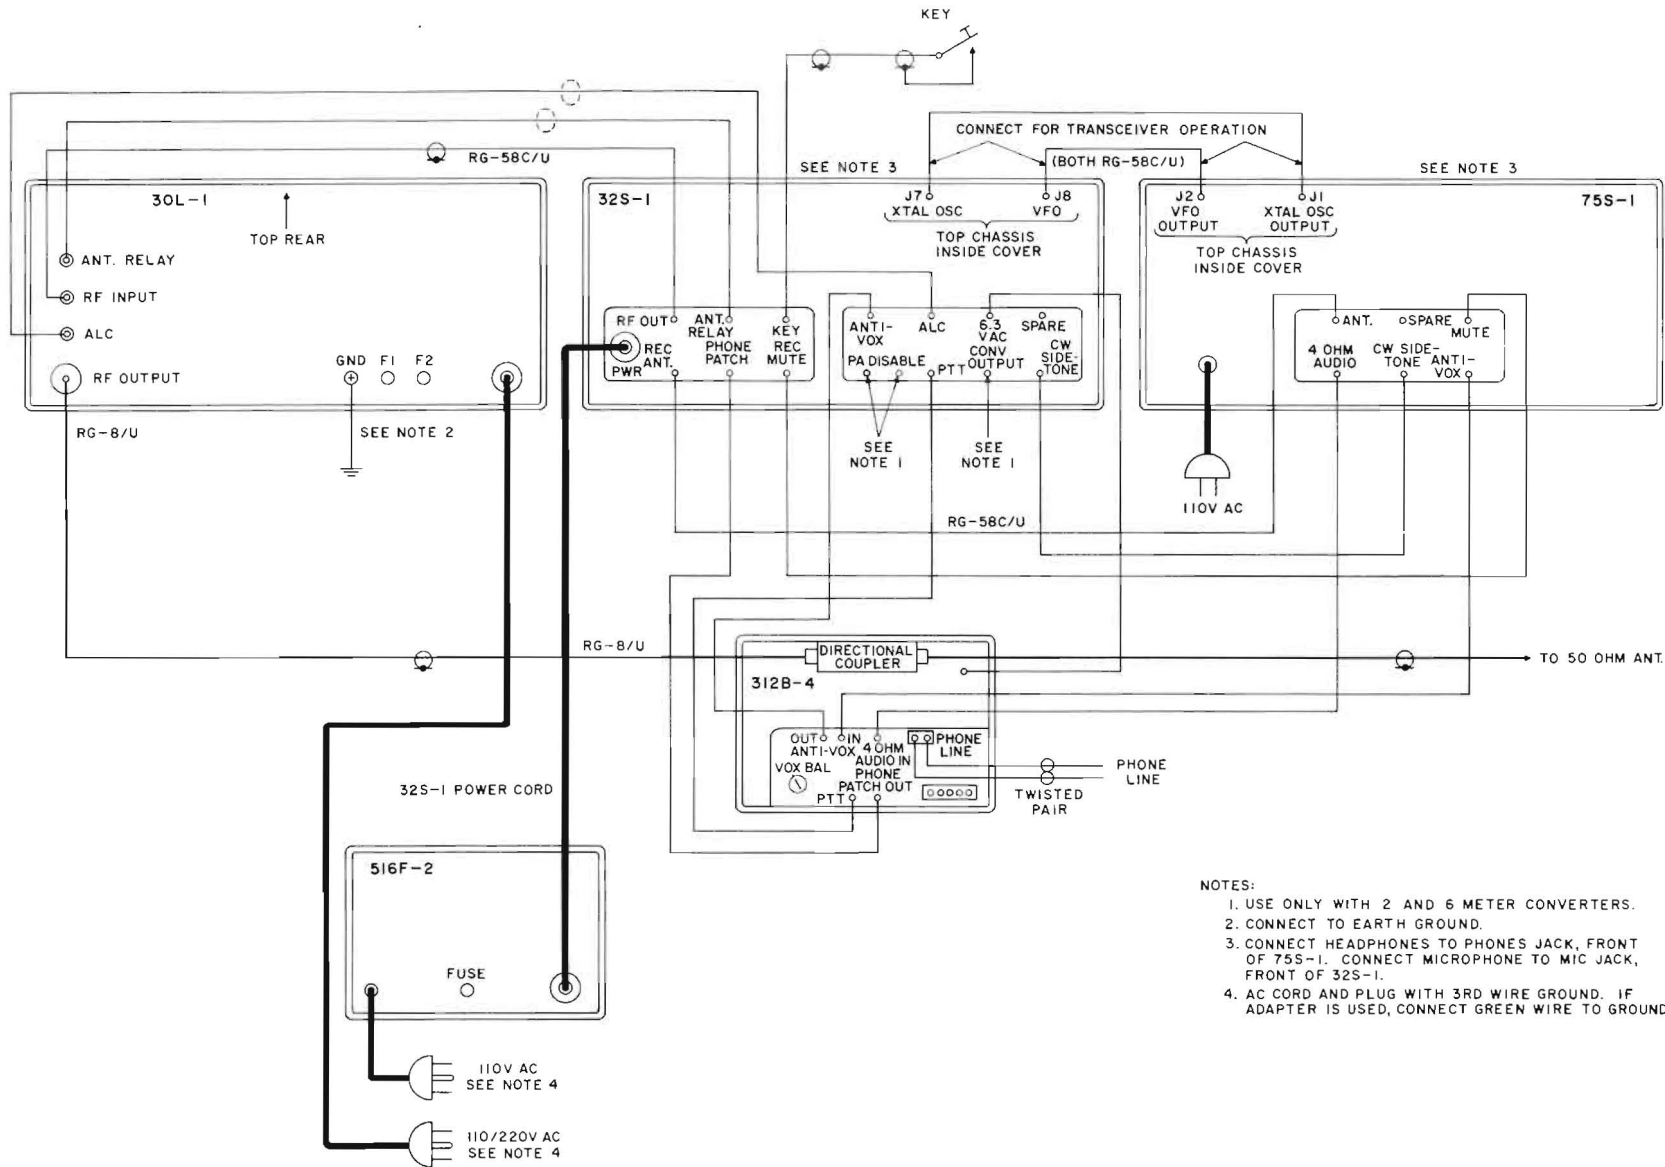 KEY
RG-58C/U
CONNECT FOR TRANSCEIVER OPERATION
(BOTH RG-58C/U)
SEE NOTE 3
SEE NOTE 3
30L-1
TOP REAR
ANT. RELAY
RF INPUT
ALC
RF OUTPUT
GND F1 F2
RG-8/U
SEE NOTE 2
32S-1
J7 J8
XTAL OSC VFO
TOP CHASSIS
INSIDE COVER
RF OUT
ANT.
RELAY
KEY
REC
ANT.
PHONE
PATCH
REC
MUTE
PWR
ANTI-
VOX
ALC
6.3
VAC
SPARE
PA DISABLE
PTT
CONV
OUTPUT
CW
SIDE-
TONE
SEE
NOTE 1
SEE
NOTE 1
75S-1
J2 J1
VFO
OUTPUT
XTAL OSC
OUTPUT
TOP CHASSIS
INSIDE COVER
ANT. SPARE
MUTE
4 OHM
AUDIO
CW SIDE-
TONE
ANTI-
VOX
110V AC
RG-58C/U
RG-8/U
DIRECTIONAL
COUPLER
TO 50 OHM ANT.
312B-4
OUT IN
ANTI-VOX
4 OHM
AUDIO IN
PHONE
LINE
VOX BAL
PHONE
PATCH OUT
PTT
PHONE
LINE
TWISTED
PAIR
32S-1 POWER CORD
516F-2
FUSE
110V AC
SEE NOTE 4
110/220V AC
SEE NOTE 4
NOTES:
1. USE ONLY WITH 2 AND 6 METER CONVERTERS.
2. CONNECT TO EARTH GROUND.
3. CONNECT HEADPHONES TO PHONES JACK, FRONT
OF 75S-1. CONNECT MICROPHONE TO MIC JACK,
FRONT OF 32S-1.
4. AC CORD AND PLUG WITH 3RD WIRE GROUND. IF
ADAPTER IS USED, CONNECT GREEN WIRE TO GROUND